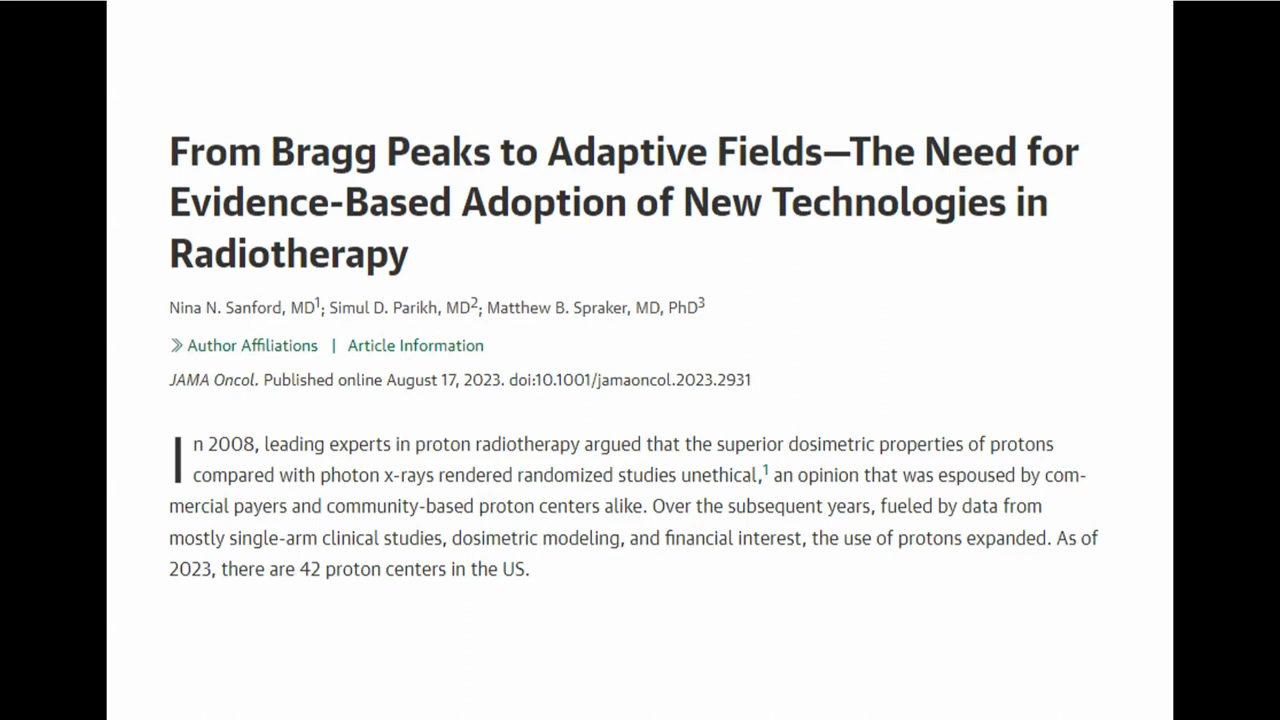 From Bragg Peaks to Adaptive Fields—The Need for
Evidence-Based Adoption of New Technologies in
Radiotherapy
Nina N. Sanford, MD1; Simul D. Parikh, MD2; Matthew B. Spraker, MD, PhD3
≫ Author Affiliations | Article Information
JAMA Oncol. Published online August 17, 2023. doi:10.1001/jamaoncol.2023.2931
In 2008, leading experts in proton radiotherapy argued that the superior dosimetric properties of protons
compared with photon x-rays rendered randomized studies unethical,1 an opinion that was espoused by com-
mercial payers and community-based proton centers alike. Over the subsequent years, fueled by data from
mostly single-arm clinical studies, dosimetric modeling, and financial interest, the use of protons expanded. As of
2023, there are 42 proton centers in the US.